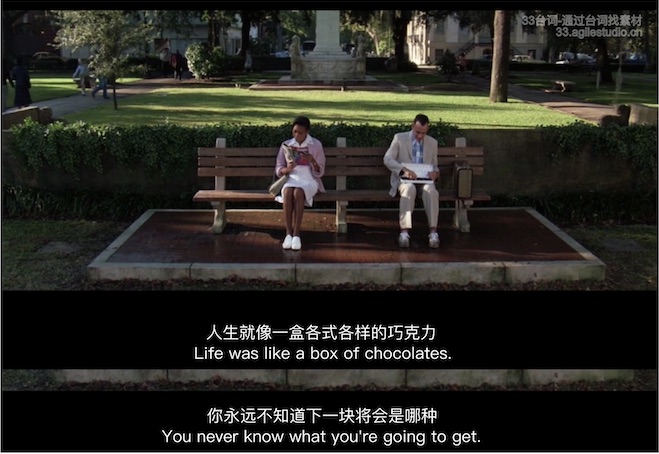 33台词-通过台词找素材
33.agilestudio.cn
人生就像一盒各式各样的巧克力
Life was like a box of chocolates.
你永远不知道下一块将会是哪种
You never know what you're going to get.